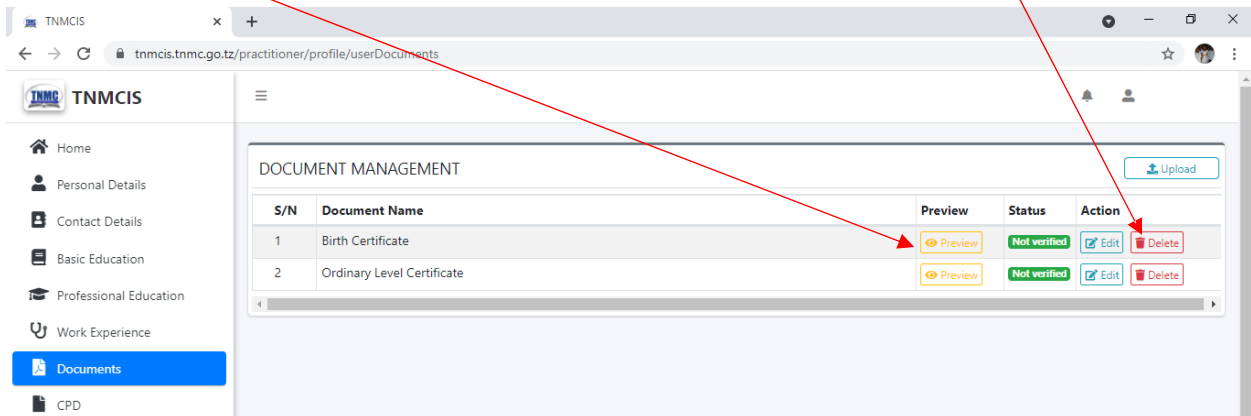 TNMCIS
tnmcis.tnmc.go.tz/practitioner/profile/userDocuments
TNMC TNMCIS
Home
Personal Details
Contact Details
Basic Education
Professional Education
Work Experience
Documents
CPD
DOCUMENT MANAGEMENT Upload
S/N Document Name Preview Status Action
1 Birth Certificate Preview Not verified Edit Delete
2 Ordinary Level Certificate Preview Not verified Edit Delete